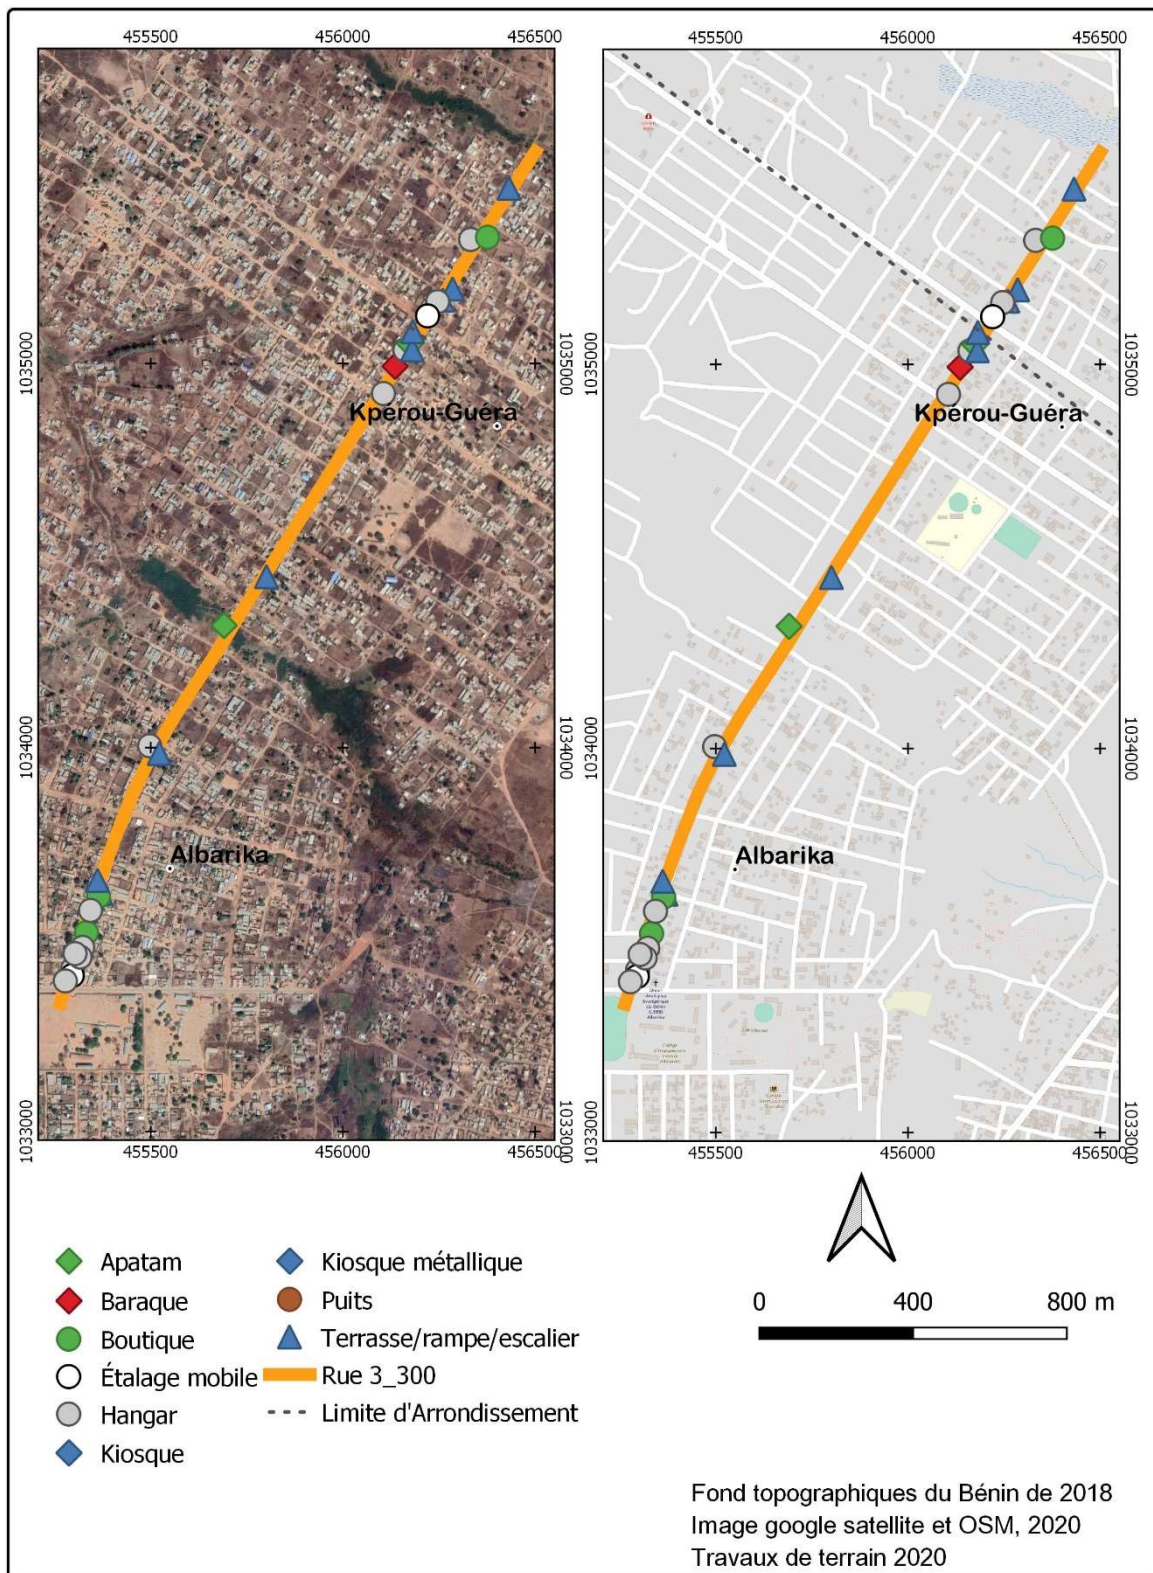 455500 456000 456500 455500 456000 456500
1035000 1035000 1035000
Kpérou-Guéra Kpérou-Guéra
1034000 1034000 1034000
Albarika Albarika
1033000 1033000 1033000 1033000
455500 456000 456500 455500 456000 456500
0 400 800 m
Apatam
Baraque
Boutique
Étalage mobile
Hangar
Kiosque
Kiosque métallique
Puits
Terrasse/rampe/escalier
Rue 3_300
Limite d'Arrondissement
Fond topographiques du Bénin de 2018
Image google satellite et OSM, 2020
Travaux de terrain 2020